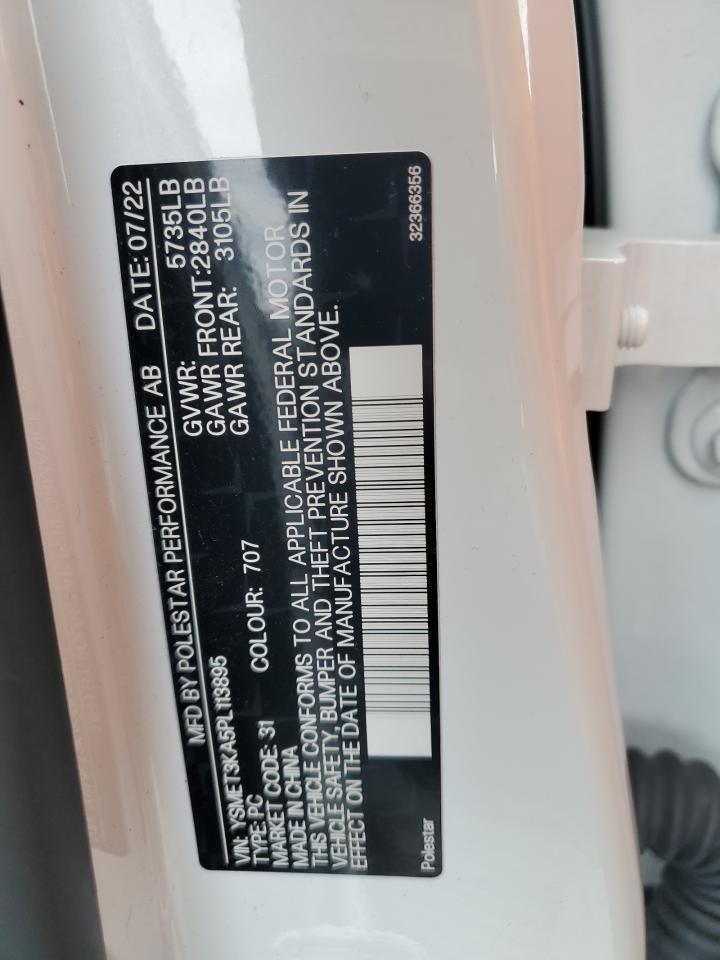 MFD BY POLESTAR PERFORMANCE AB DATE: 07/22
VIN: YSMET3KA5PL113895 GVWR: 5735LB
TYPE: PC GAWR FRONT: 2840LB
MARKET CODE: 31 COLOUR: 707 GAWR REAR: 3105LB
MADE IN CHINA
THIS VEHICLE CONFORMS TO ALL APPLICABLE FEDERAL MOTOR
VEHICLE SAFETY, BUMPER AND THEFT PREVENTION STANDARDS IN
EFFECT ON THE DATE OF MANUFACTURE SHOWN ABOVE.
Polestar 32366356